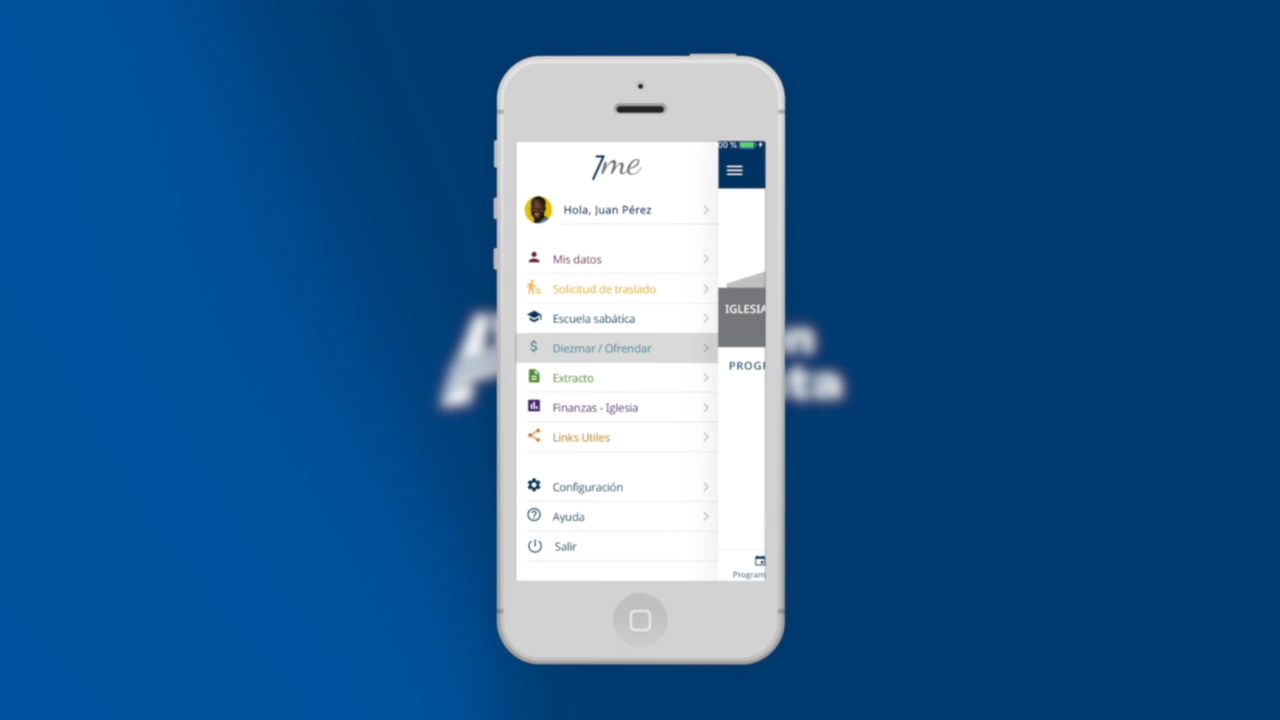 7me
Hola, Juan Pérez
Mis datos
Solicitud de traslado
Escuela sabática
Diezmar / Ofrendar
Extracto
Finanzas - Iglesia
Links Utiles
Configuración
Ayuda
Salir
00 %
IGLESIA
PROGR
Program